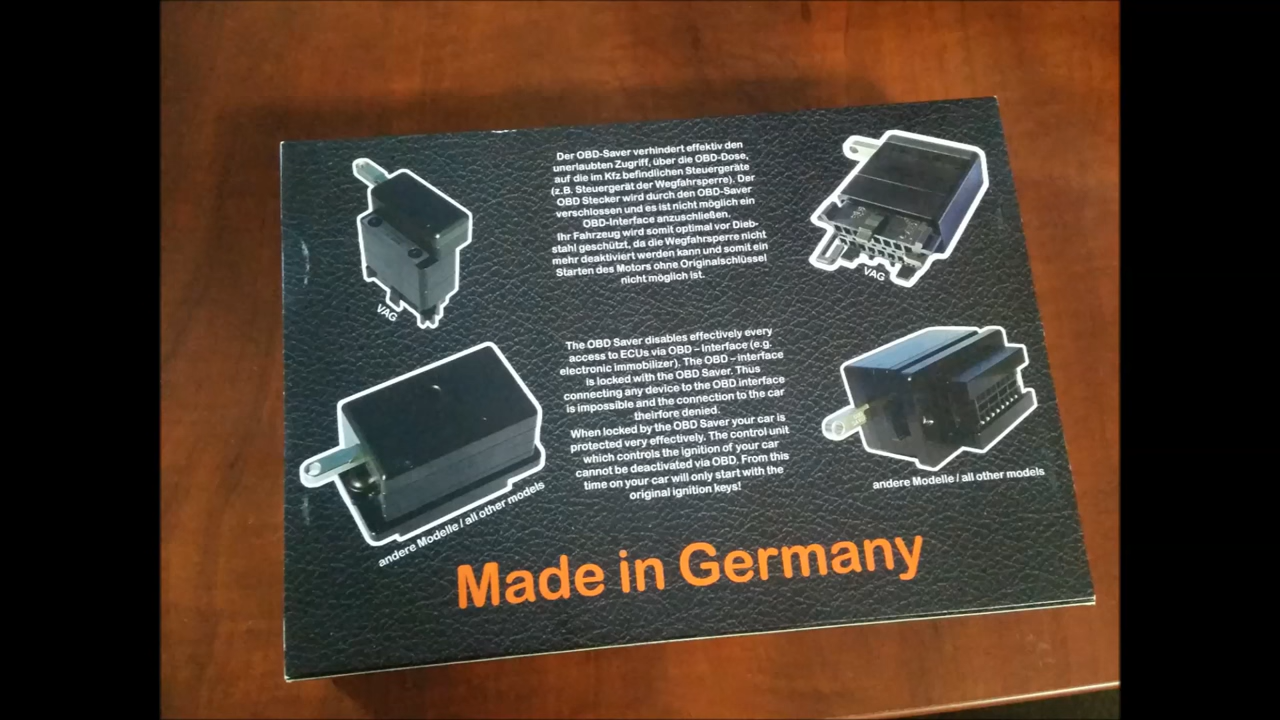 Der OBD-Saver verhindert effektiv den
unerlaubten Zugriff, über die OBD-Dose,
auf die im Kfz befindlichen Steuergeräte
(z.B. Steuergerät der Wegfahrsperre). Der
OBD Stecker wird durch den OBD-Saver
verschlossen und es ist nicht möglich ein
OBD-Interface anzuschließen.
Ihr Fahrzeug wird somit optimal vor Dieb-
stahl geschützt, da die Wegfahrsperre nicht
mehr deaktiviert werden kann und somit ein
Starten des Motors ohne Originalschlüssel
nicht möglich ist.
VAG
VAG
The OBD Saver disables effectively every
access to ECUs via OBD – Interface (e.g.
electronic immobilizer). The OBD – interface
is locked with the OBD Saver. Thus
connecting any device to the OBD interface
is impossible and the connection to the car
theirfore denied.
When locked by the OBD Saver your car is
protected very effectively. The control unit
which controls the ignition of your car
cannot be deactivated via OBD. From this
time on your car will only start with the
original ignition keys!
andere Modelle / all other models
andere Modelle / all other models
Made in Germany